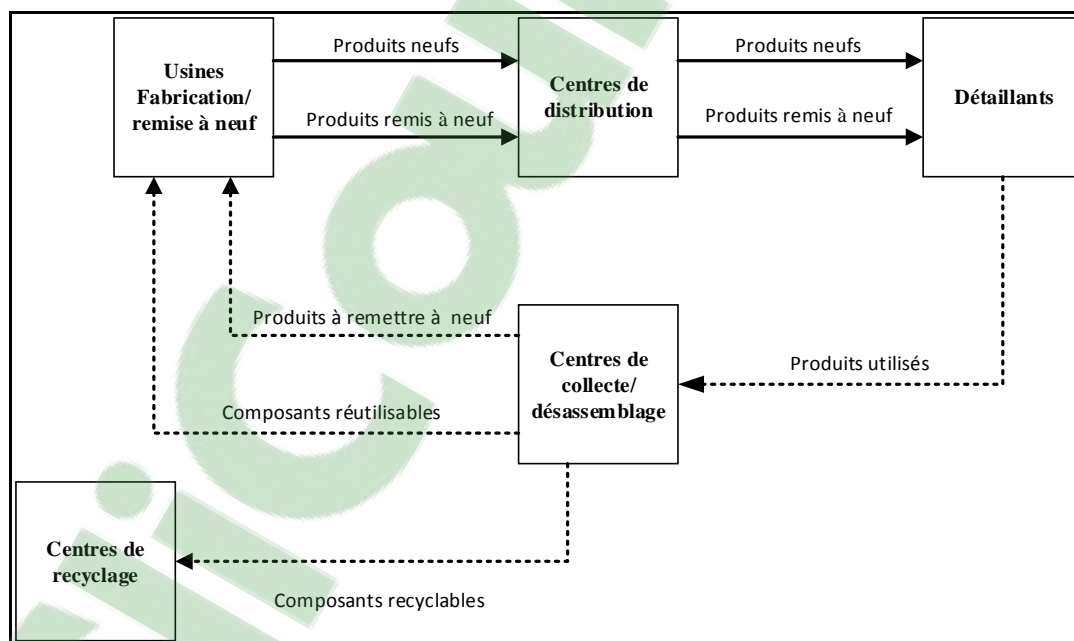 Usines
Fabrication/
remise à neuf
Produits neufs
Produits remis à neuf
Centres de
distribution
Produits neufs
Produits remis à neuf
Détaillants
Produits à remettre à neuf
Composants réutilisables
Centres de
collecte/
désassemblage
Produits utilisés
Centres de
recyclage
Composants recyclables